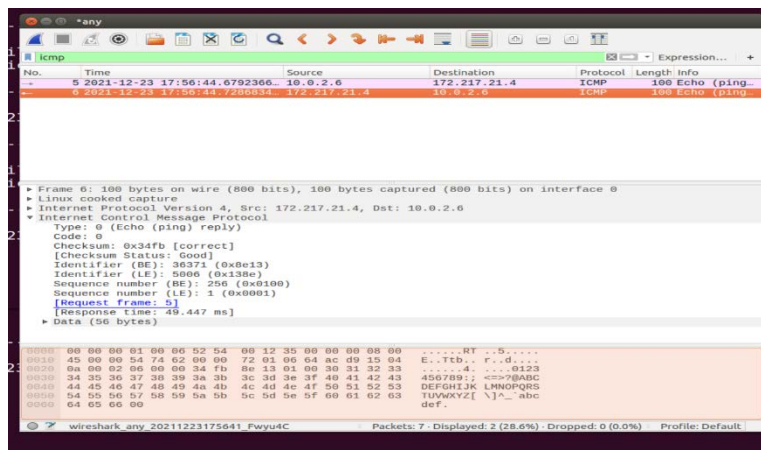 *any
icmp
Expression... +
No. Time Source Destination Protocol Length Info
5 2021-12-23 17:56:44.6792366… 10.0.2.6 172.217.21.4 ICMP 100 Echo (ping…
6 2021-12-23 17:56:44.7286834… 172.217.21.4 10.0.2.6 ICMP 100 Echo (ping…
Frame 6: 100 bytes on wire (800 bits), 100 bytes captured (800 bits) on interface 0
Linux cooked capture
Internet Protocol Version 4, Src: 172.217.21.4, Dst: 10.0.2.6
Internet Control Message Protocol
Type: 0 (Echo (ping) reply)
Code: 0
Checksum: 0x34fb [correct]
[Checksum Status: Good]
Identifier (BE): 36371 (0x8e13)
Identifier (LE): 5006 (0x138e)
Sequence number (BE): 256 (0x0100)
Sequence number (LE): 1 (0x0001)
[Request frame: 5]
[Response time: 49.447 ms]
Data (56 bytes)
0000 00 00 00 01 00 06 52 54 00 12 35 00 00 00 08 00 ......RT ..5.....
0010 45 00 00 54 74 62 00 00 72 01 06 64 ac d9 15 04 E..Ttb.. r..d....
0020 0a 00 02 06 00 00 34 fb 8e 13 01 00 30 31 32 33 ......4. ....0123
0030 34 35 36 37 38 39 3a 3b 3c 3d 3e 3f 40 41 42 43 456789:; <=>?@ABC
0040 44 45 46 47 48 49 4a 4b 4c 4d 4e 4f 50 51 52 53 DEFGHIJK LMNOPQRS
0050 54 55 56 57 58 59 5a 5b 5c 5d 5e 5f 60 61 62 63 TUVWXYZ[ \]^_`abc
0060 64 65 66 00 def.
wireshark_any_20211223175641_Fwyu4C Packets: 7 · Displayed: 2 (28.6%) · Dropped: 0 (0.0%) Profile: Default